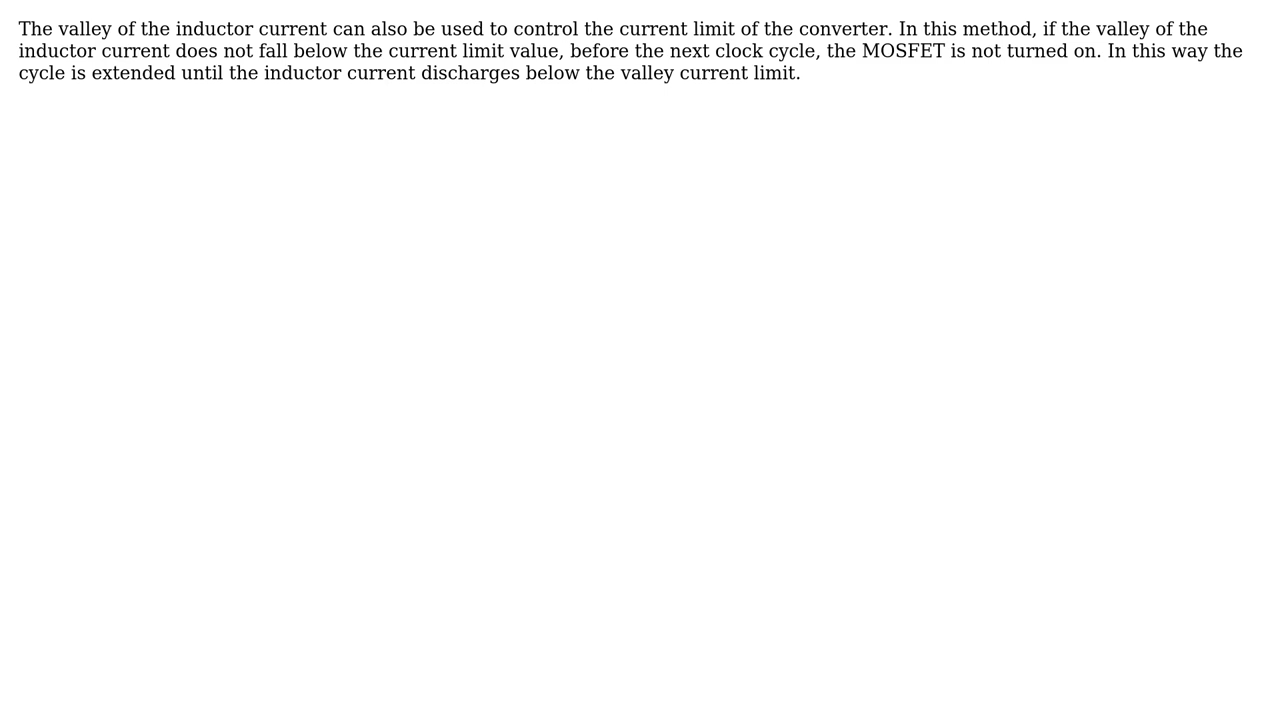 The valley of the inductor current can also be used to control the current limit of the converter. In this method, if the valley of the
inductor current does not fall below the current limit value, before the next clock cycle, the MOSFET is not turned on. In this way the
cycle is extended until the inductor current discharges below the valley current limit.